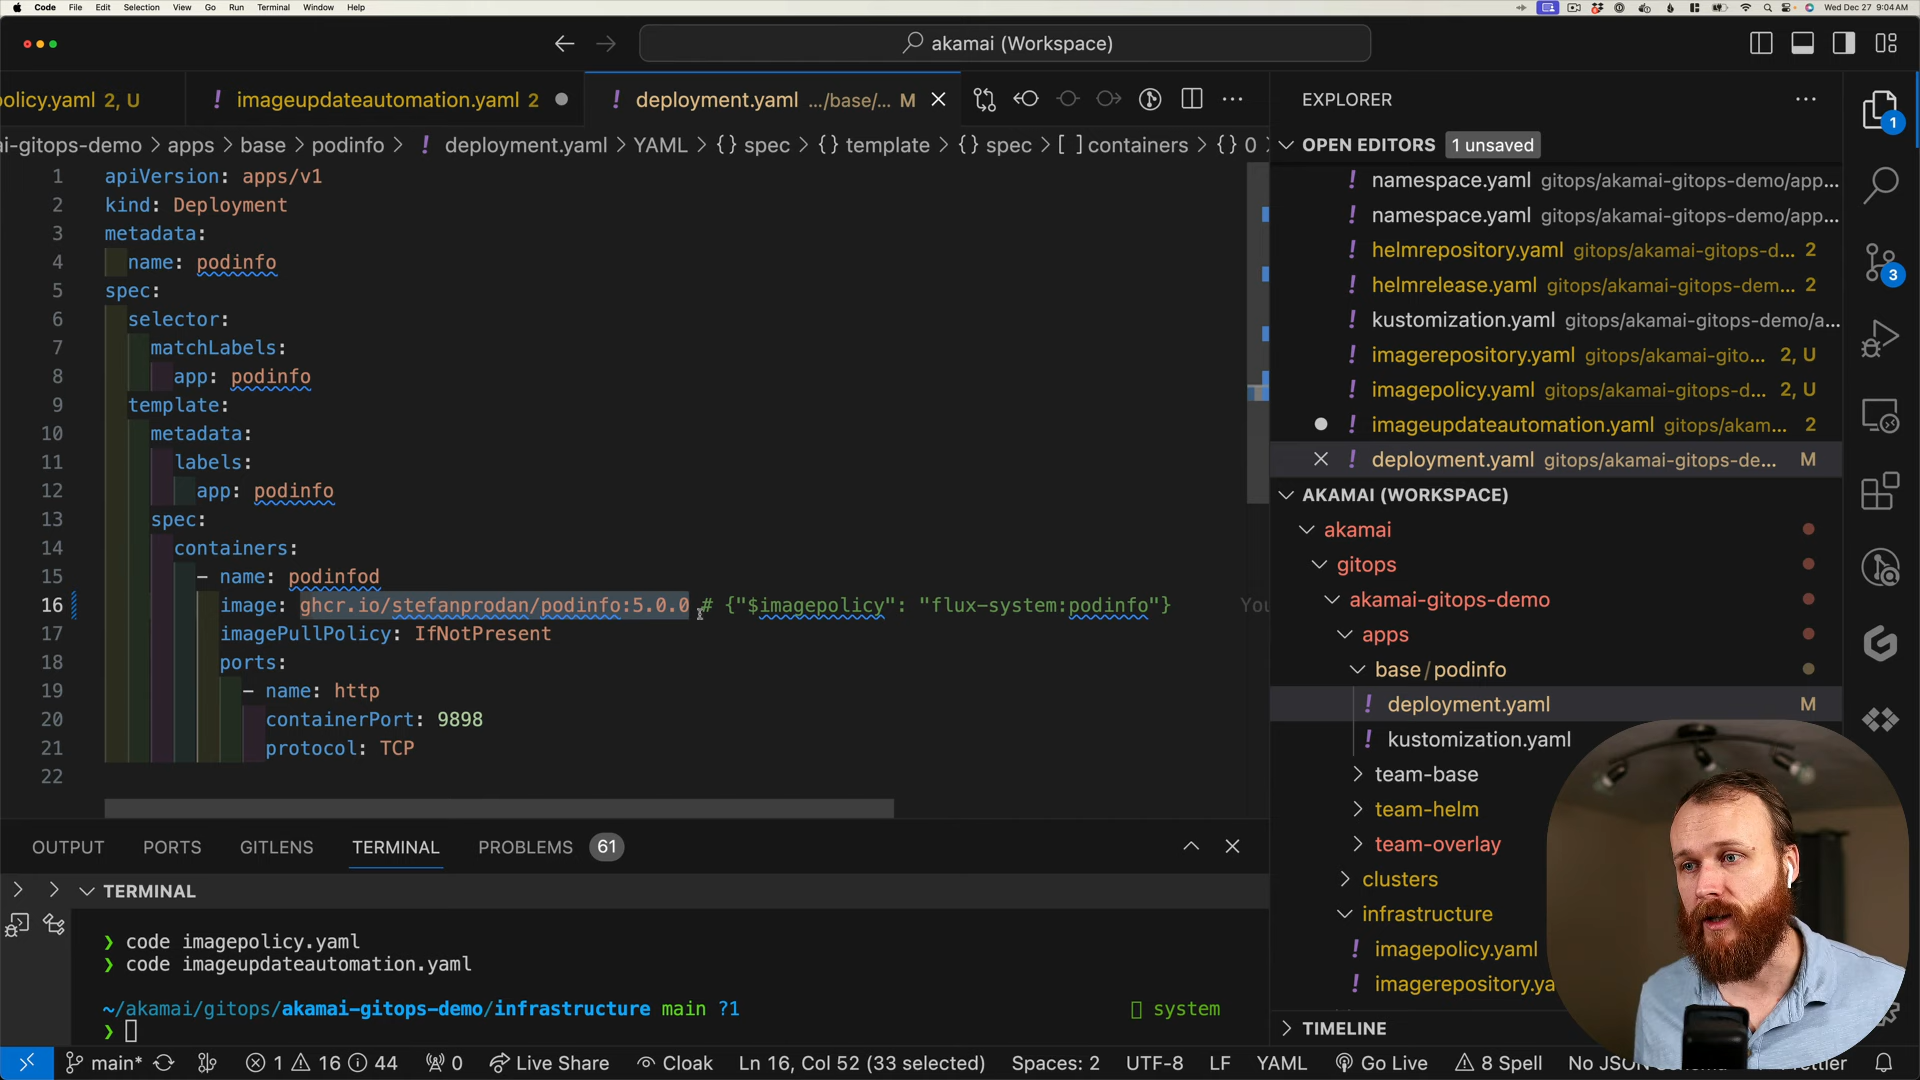 Code File Edit Selection View Go Run Terminal Window Help
Wed Dec 27 9:04AM
akamai (Workspace)
olicy.yaml 2, U
! imageupdateautomation.yaml 2
! deployment.yaml .../base/... M
ai-gitops-demo > apps > base > podinfo > ! deployment.yaml > YAML > {} spec > {} template > {} spec > [ ] containers > {} 0 >
1 apiVersion: apps/v1
2 kind: Deployment
3 metadata:
4 name: podinfo
5 spec:
6 selector:
7 matchLabels:
8 app: podinfo
9 template:
10 metadata:
11 labels:
12 app: podinfo
13 spec:
14 containers:
15 - name: podinfod
16 image: ghcr.io/stefanprodan/podinfo:5.0.0 # {"$imagepolicy": "flux-system:podinfo"} You
17 imagePullPolicy: IfNotPresent
18 ports:
19 - name: http
20 containerPort: 9898
21 protocol: TCP
22
OUTPUT PORTS GITLENS TERMINAL PROBLEMS 61
TERMINAL
❯ code imagepolicy.yaml
❯ code imageupdateautomation.yaml
~/akamai/gitops/akamai-gitops-demo/infrastructure main ?1
system
❯
EXPLORER
OPEN EDITORS 1 unsaved
! namespace.yaml gitops/akamai-gitops-demo/app...
! namespace.yaml gitops/akamai-gitops-demo/app...
! helmrepository.yaml gitops/akamai-gitops-d... 2
! helmrelease.yaml gitops/akamai-gitops-dem... 2
! kustomization.yaml gitops/akamai-gitops-demo/a...
! imagerepository.yaml gitops/akamai-gito... 2, U
! imagepolicy.yaml gitops/akamai-gitops-d... 2, U
! imageupdateautomation.yaml gitops/akam... 2
! deployment.yaml gitops/akamai-gitops-de... M
AKAMAI (WORKSPACE)
akamai
gitops
akamai-gitops-demo
apps
base / podinfo
! deployment.yaml M
! kustomization.yaml
team-base
team-helm
team-overlay
clusters
infrastructure
! imagepolicy.yaml
! imagerepository.ya
TIMELINE
1
3
main* 1 16 44 0 Live Share Cloak Ln 16, Col 52 (33 selected) Spaces: 2 UTF-8 LF YAML Go Live 8 Spell No JSON